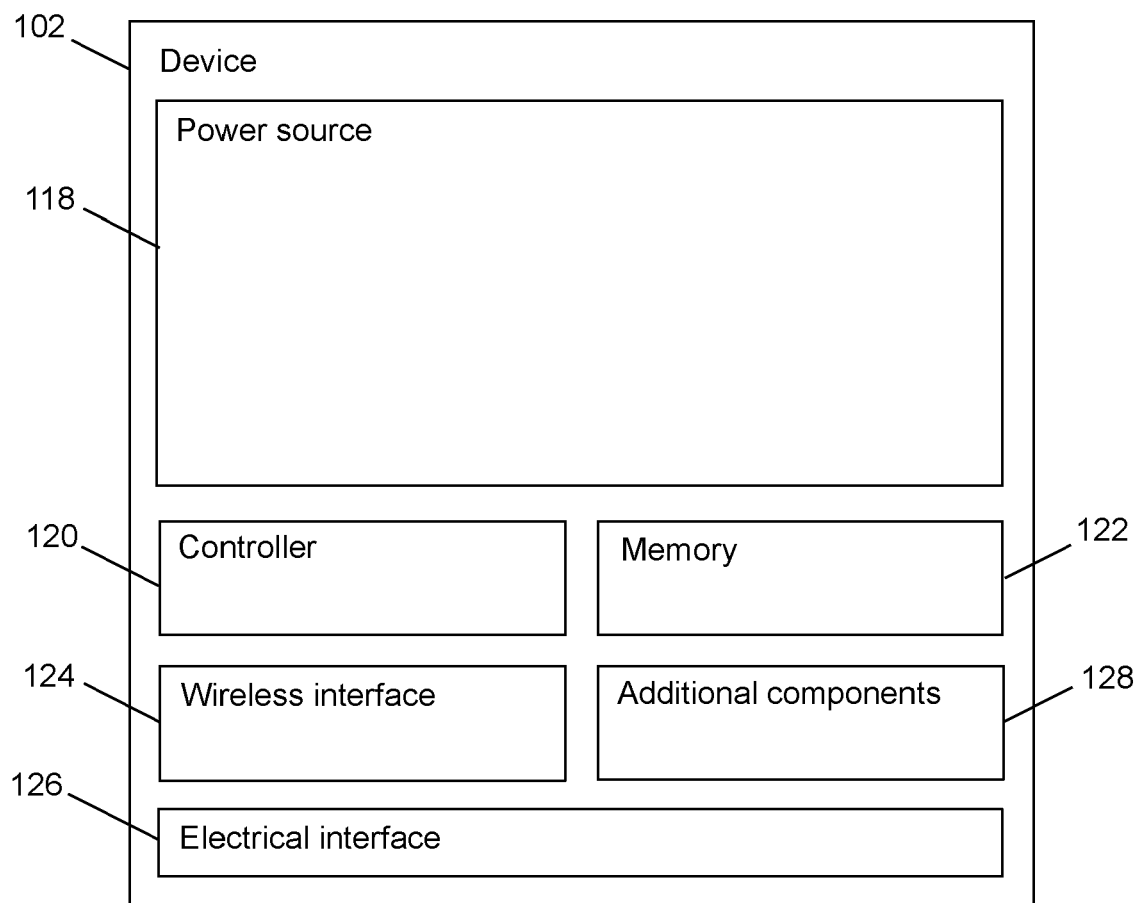 102
Device
Power source
118
120
Controller
Memory
122
124
Wireless interface
Additional components
128
126
Electrical interface